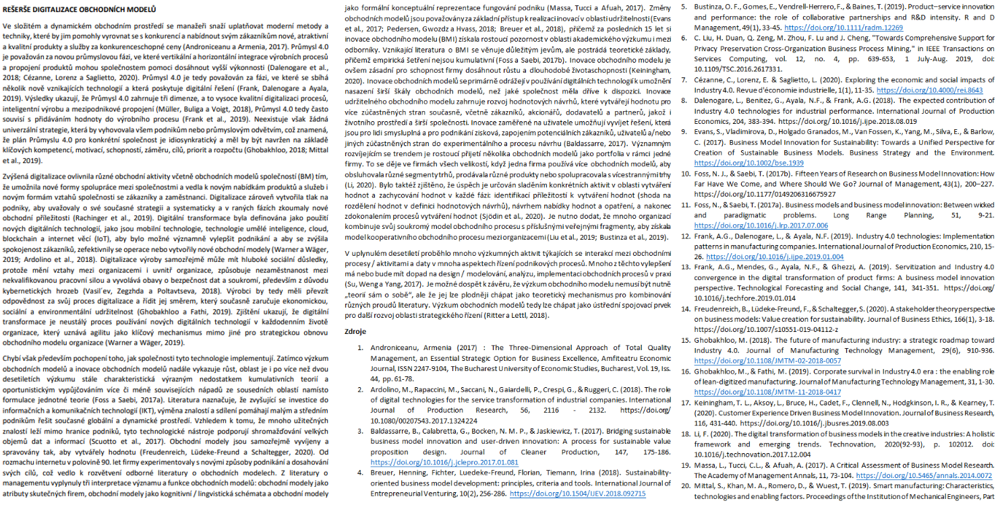 REŠERŠE DIGITALIZACE OBCHODNÍCH MODELŮ
Ve složitém a dynamickém obchodním prostředí se manažeři snaží uplatňovat moderní metody a
techniky, které by jim pomohly vyrovnat se s konkurencí a nabídnout svým zákazníkům nové, atraktivní
a kvalitní produkty a služby za konkurenceschopné ceny (Androniceanu a Armenia, 2017). Průmysl 4.0
je považován za novou průmyslovou fázi, ve které vertikální a horizontální integrace výrobních procesů
a propojení produktů mohou společnostem pomoci dosáhnout vyšší výkonnosti (Dalenogare et al.,
2018; Cézanne, Lorenz a Saglietto, 2020). Průmysl 4.0 je tedy považován za fázi, ve které se sbíhá
několik nově vznikajících technologií a která poskytuje digitální řešení (Frank, Dalenogare a Ayala,
2019). Výsledky ukazují, že Průmysl 4.0 zahrnuje tři dimenze, a to vysoce kvalitní digitalizaci procesů,
inteligentní výrobu a mezipodnikové propojení (Müller, Buliga a Voigt, 2018), Průmysl 4.0 tedy často
souvisí s přidáváním hodnoty do výrobního procesu (Frank et al., 2019). Neexistuje však žádná
univerzální strategie, která by vyhovovala všem podnikům nebo průmyslovým odvětvím, což znamená,
že plán Průmyslu 4.0 pro konkrétní společnost je idiosynkratický a měl by být navržen na základě
klíčových kompetencí, motivací, schopností, záměru, cílů, priorit a rozpočtu (Ghobakhloo, 2018; Mittal
et al., 2019).
Zvýšená digitalizace ovlivnila různé obchodní aktivity včetně obchodních modelů společností (BM) tím,
že umožnila nové formy spolupráce mezi společnostmi a vedla k novým nabídkám produktů a služeb i
novým formám vztahů společnosti se zákazníky a zaměstnanci. Digitalizace zároveň vytvořila tlak na
podniky, aby uvažovaly o své současné strategii a systematicky a v raných fázích zkoumaly nové
obchodní příležitosti (Rachinger et al., 2019). Digitální transformace byla definována jako použití
nových digitálních technologií, jako jsou mobilní technologie, technologie umělé inteligence, cloud,
blockchain a internet věcí (IoT), aby bylo možné významně vylepšit podnikání a aby se zvýšila
spokojenost zákazníků, zefektivnily se operace nebo vytvořily nové obchodní modely (Warner a Wäger,
2019; Ardolino et al., 2018). Digitalizace výroby samozřejmě může mít hluboké sociální důsledky,
protože mění vztahy mezi organizacemi i uvnitř organizace, způsobuje nezaměstnanost mezi
nekvalifikovanou pracovní silou a vyvolává obavy o bezpečnost dat a soukromí, především z důvodu
kybernetických hrozeb (Vasil´ev, Zegzhda a Poltavtseva, 2018). Výrobci by tedy měli převzít
odpovědnost za svůj proces digitalizace a řídit jej směrem, který současně zaručuje ekonomickou,
sociální a environmentální udržitelnost (Ghobakhloo a Fathi, 2019). Zjištění ukazují, že digitální
transformace je neustálý proces používání nových digitálních technologií v každodenním životě
organizace, který uznává agilitu jako klíčový mechanismus mimo jiné pro strategickou obnovu
obchodního modelu organizace (Warner a Wäger, 2019).
Chybí však především pochopení toho, jak společnosti tyto technologie implementují. Zatímco výzkum
obchodních modelů a inovace obchodních modelů nadále vykazuje růst, oblast je i po více než dvou
desetiletích výzkumu stále charakteristická výrazným nedostatkem kumulativních teorií a
oportunistickým vypůjčováním více či méně souvisejících nápadů ze sousedních oblastí namísto
formulace jednotné teorie (Foss a Saebi, 2017a). Literatura naznačuje, že zvyšující se investice do
informačních a komunikačních technologií (IKT), výměna znalostí a sdílení pomáhají malým a středním
podnikům řešit současné globální a dynamické prostředí. Vzhledem k tomu, že mnoho užitečných
znalostí leží mimo hranice podniků, tyto technologické nástroje podporují shromažďování velkých
objemů dat a informací (Scuotto et al., 2017). Obchodní modely jsou samozřejmě vyvíjeny a
spravovány tak, aby vytvářely hodnotu (Freudenreich, Lüdeke-Freund a Schaltegger, 2020). Od
rozmachu internetu v polovině 90. let firmy experimentovaly s novými způsoby podnikání a dosahování
svých cílů, což vedlo k rozvětvení odborné literatury o obchodních modelech. Z literatury o
managementu vyplynuly tři interpretace významu a funkce obchodních modelů: obchodní modely jako
atributy skutečných firem, obchodní modely jako kognitivní / lingvistická schémata a obchodní modely
jako formální konceptuální reprezentace fungování podniku (Massa, Tucci a Afuah, 2017). Změny
obchodních modelů jsou považovány za základní přístup k realizaci inovací v oblasti udržitelnosti (Evans
et al., 2017; Pedersen, Gwozdz a Hvass, 2018; Breuer et al., 2018), přičemž za posledních 15 let si
inovace obchodního modelu (BMI) získala rostoucí pozornost v oblasti akademického výzkumu i mezi
odborníky. Vznikající literatura o BMI se věnuje důležitým jevům, ale postrádá teoretické základy,
přičemž empirická šetření nejsou kumulativní (Foss a Saebi, 2017b). Inovace obchodního modelu je
ovšem zásadní pro schopnost firmy dosáhnout růstu a dlouhodobé životaschopnosti (Keiningham,
2020). Inovace obchodního modelu se primárně odrážejí v používání digitálních technologií k umožnění
nasazení širší škály obchodních modelů, než jaké společnost měla dříve k dispozici. Inovace
udržitelného obchodního modelu zahrnuje rozvoj hodnotových návrhů, které vytvářejí hodnotu pro
více zúčastněných stran současně, včetně zákazníků, akcionářů, dodavatelů a partnerů, jakož i
životního prostředí a širší společnosti. Inovace zaměřené na uživatele umožňují vyvíjet řešení, která
jsou pro lidi smysluplná a pro podnikání zisková, zapojením potenciálních zákazníků, uživatelů a/nebo
jiných zúčastněných stran do experimentálního a procesu návrhu (Baldassarre, 2017). Významným
rozvíjejícím se trendem je rostoucí přijetí několika obchodních modelů jako portfolia v rámci jedné
firmy. To se děje ve firmách všech velikostí, když jedna firma používá více obchodních modelů, aby
obsluhovala různé segmenty trhů, prodávala různé produkty nebo spolupracovala s vícestrannými trhy
(Li, 2020). Bylo taktéž zjištěno, že úspěch je určován sladěním konkrétních aktivit v oblasti vytváření
hodnot a zachycování hodnot v každé fázi: identifikací příležitostí k vytváření hodnot (shoda na
rozdělení hodnot v definici hodnotových návrhů), návrhem nabídky hodnot a opatření, a nakonec
zdokonalením procesů vytváření hodnot (Sjödin et al., 2020). Je nutno dodat, že mnoho organizací
kombinuje svůj soukromý model obchodního procesu s příslušnými veřejnými fragmenty, aby získala
model kooperativního obchodního procesu mezi organizacemi (Liu et al., 2019; Bustinza et al., 2019).
V uplynulém desetiletí proběhlo mnoho výzkumných aktivit týkajících se interakcí mezi obchodními
procesy / aktivitami a daty v mnoha aspektech řízení podnikových procesů. Mnoho z těchto vylepšení
má nebo bude mít dopad na design / modelování, analýzu, implementaci obchodních procesů v praxi
(Su, Weng a Yang, 2017). Je možné dospět k závěru, že výzkum obchodního modelu nemusí být nutně
„teorií sám o sobě“, ale že jej lze plodněji chápat jako teoretický mechanismus pro kombinování
různých proudů literatury. Výzkum obchodních modelů tedy lze chápat jako ústřední spojovací prvek
pro další rozvoj oblasti strategického řízení (Ritter a Lettl, 2018).
Zdroje
1. Androniceanu, Armenia (2017) : The Three-Dimensional Approach of Total Quality
Management, an Essential Strategic Option for Business Excellence, Amfiteatru Economic
Journal, ISSN 2247-9104, The Bucharest University of Economic Studies, Bucharest, Vol. 19, Iss.
44, pp. 61-78.
2. Ardolino, M., Rapaccini, M., Saccani, N., Gaiardelli, P., Crespi, G., & Ruggeri, C. (2018). The role
of digital technologies for the service transformation of industrial companies. International
Journal of Production Research, 56, 2116 - 2132. https://doi.org/
10.1080/00207543.2017.1324224
3. Baldassarre, B., Calabretta, G., Bocken, N. M. P., & Jaskiewicz, T. (2017). Bridging sustainable
business model innovation and user-driven innovation: A process for sustainable value
proposition design. Journal of Cleaner Production, 147, 175-186.
https://doi.org/10.1016/j.jclepro.2017.01.081
4. Breuer, Henning, Fichter, Luedeke-Freund, Florian, Tiemann, Irina (2018). Sustainability-
oriented business model development: principles, criteria and tools. International Journal of
Entrepreneurial Venturing, 10(2), 256-286. https://doi.org/10.1504/IJEV.2018.092715
5. Bustinza, O. F., Gomes, E., Vendrell-Herrero, F., & Baines, T. (2019). Product–service innovation
and performance: the role of collaborative partnerships and R&D intensity. R and D
Management, 49(1), 33-45. https://doi.org/10.1111/radm.12269
6. C. Liu, H. Duan, Q. Zeng, M. Zhou, F. Lu and J. Cheng, "Towards Comprehensive Support for
Privacy Preservation Cross-Organization Business Process Mining," in IEEE Transactions on
Services Computing, vol. 12, no. 4, pp. 639-653, 1 July-Aug. 2019, doi:
10.1109/TSC.2016.2617331.
7. Cézanne, C., Lorenz, E. & Saglietto, L. (2020). Exploring the economic and social impacts of
Industry 4.0. Revue d'économie industrielle, 1(1), 11-35. https://doi.org/10.4000/rei.8643
8. Dalenogare, L., Benitez, G., Ayala, N.F., & Frank, A.G. (2018). The expected contribution of
Industry 4.0 technologies for industrial performance. International Journal of Production
Economics, 204, 383-394. https://doi.org/10.1016/j.ijpe.2018.08.019
9. Evans, S., Vladimirova, D., Holgado Granados, M., Van Fossen, K., Yang, M., Silva, E., & Barlow,
C. (2017). Business Model Innovation for Sustainability: Towards a Unified Perspective for
Creation of Sustainable Business Models. Business Strategy and the Environment.
https://doi.org/10.1002/bse.1939
10. Foss, N. J., & Saebi, T. (2017b). Fifteen Years of Research on Business Model Innovation: How
Far Have We Come, and Where Should We Go? Journal of Management, 43(1), 200–227.
https://doi.org/10.1177/0149206316675927
11. Foss, N., & Saebi, T. (2017a). Business models and business model innovation: Between wicked
and paradigmatic problems. Long Range Planning, 51, 9-21.
https://doi.org/10.1016/j.lrp.2017.07.006
12. Frank, A.G., Dalenogare, L., & Ayala, N.F. (2019). Industry 4.0 technologies: Implementation
patterns in manufacturing companies. International Journal of Production Economics, 210, 15-
26. https://doi.org/10.1016/j.ijpe.2019.01.004
13. Frank, A.G., Mendes, G., Ayala, N.F., & Ghezzi, A. (2019). Servitization and Industry 4.0
convergence in the digital transformation of product firms: A business model innovation
perspective. Technological Forecasting and Social Change, 141, 341-351. https://doi.org/
10.1016/j.techfore.2019.01.014
14. Freudenreich, B., Lüdeke-Freund, F., & Schaltegger, S. (2020). A stakeholder theory perspective
on business models: Value creation for sustainability. Journal of Business Ethics, 166(1), 3-18.
https://doi.org/10.1007/s10551-019-04112-z
15. Ghobakhloo, M. (2018). The future of manufacturing industry: a strategic roadmap toward
Industry 4.0. Journal of Manufacturing Technology Management, 29(6), 910-936.
https://doi.org/10.1108/JMTM-02-2018-0057
16. Ghobakhloo, M., & Fathi, M. (2019). Corporate survival in Industry 4.0 era : the enabling role
of lean-digitized manufacturing. Journal of Manufacturing Technology Management, 31, 1-30.
https://doi.org/10.1108/JMTM-11-2018-0417
17. Keiningham, T. L., Aksoy, L., Bruce, H., Cadet, F., Clennell, N., Hodgkinson, I. R., & Kearney, T.
(2020). Customer Experience Driven Business Model Innovation. Journal of Business Research,
116, 431-440. https://doi.org/10.1016/j.jbusres.2019.08.003
18. Li, F. (2020). The digital transformation of business models in the creative industries: A holistic
framework and emerging trends. Technovation, 2020(92-93), p. 102012. doi:
10.1016/j.technovation.2017.12.004
19. Massa, L., Tucci, C.L., & Afuah, A. (2017). A Critical Assessment of Business Model Research.
The Academy of Management Annals, 11, 73-104. https://doi.org/10.5465/annals.2014.0072
20. Mittal, S., Khan, M. A., Romero, D., & Wuest, T. (2019). Smart manufacturing: Characteristics,
technologies and enabling factors. Proceedings of the Institution of Mechanical Engineers, Part